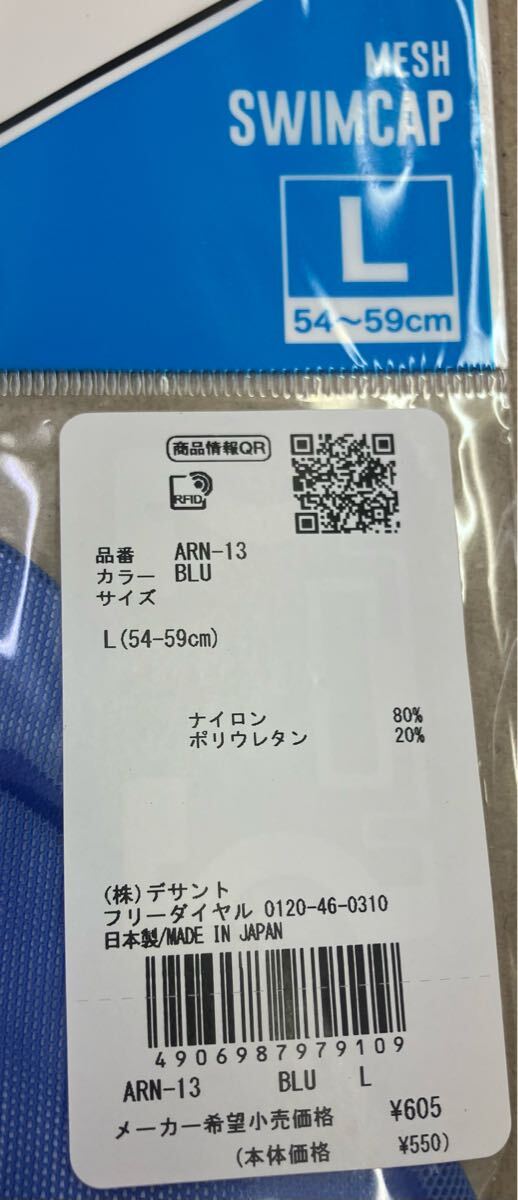 MESH
SWIMCAP
L
54～59cm
商品情報QR
RFID
品番 ARN-13
カラー BLU
サイズ
L(54-59cm)
ナイロン 80%
ポリウレタン 20%
(株)デサント
フリーダイヤル 0120-46-0310
日本製/MADE IN JAPAN
4906987979109
ARN-13 BLU L
メーカー希望小売価格 ¥605
(本体価格 ¥550)